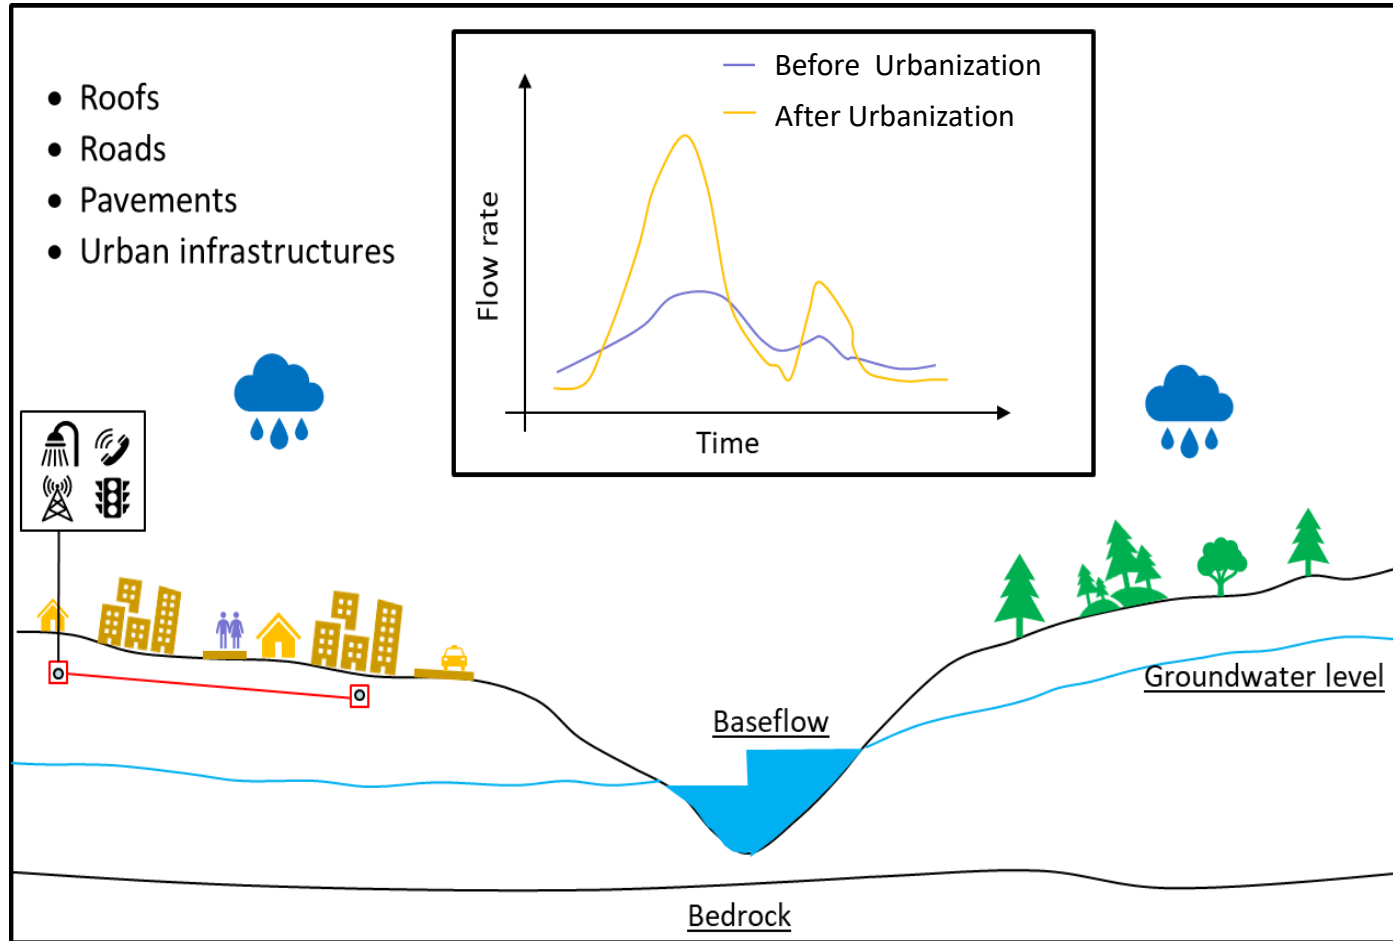 • Roofs
• Roads
• Pavements
• Urban infrastructures
Before Urbanization
After Urbanization
Flow rate
Time
Groundwater level
Baseflow
Bedrock